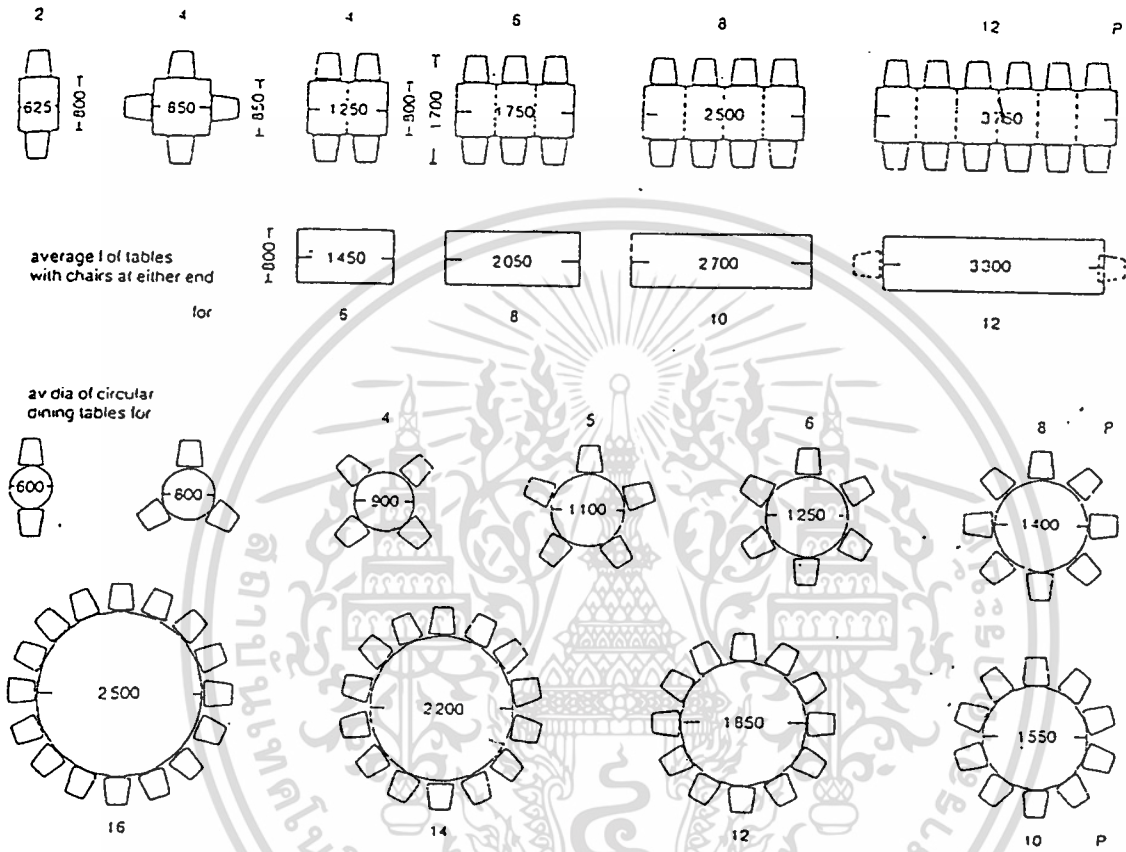 2 4 4 6 8 12 P
625 800 850 850 1250 800 1700 1750 2500 3750
average l of tables
with chairs at either end
for
800 1450 2050 2700 3300
6 8 10 12
av dia of circular
dining tables for
4 5 6 8 P
600 800 900 1100 1250 1400
2500 2200 1850 1550
16 14 12 10 P